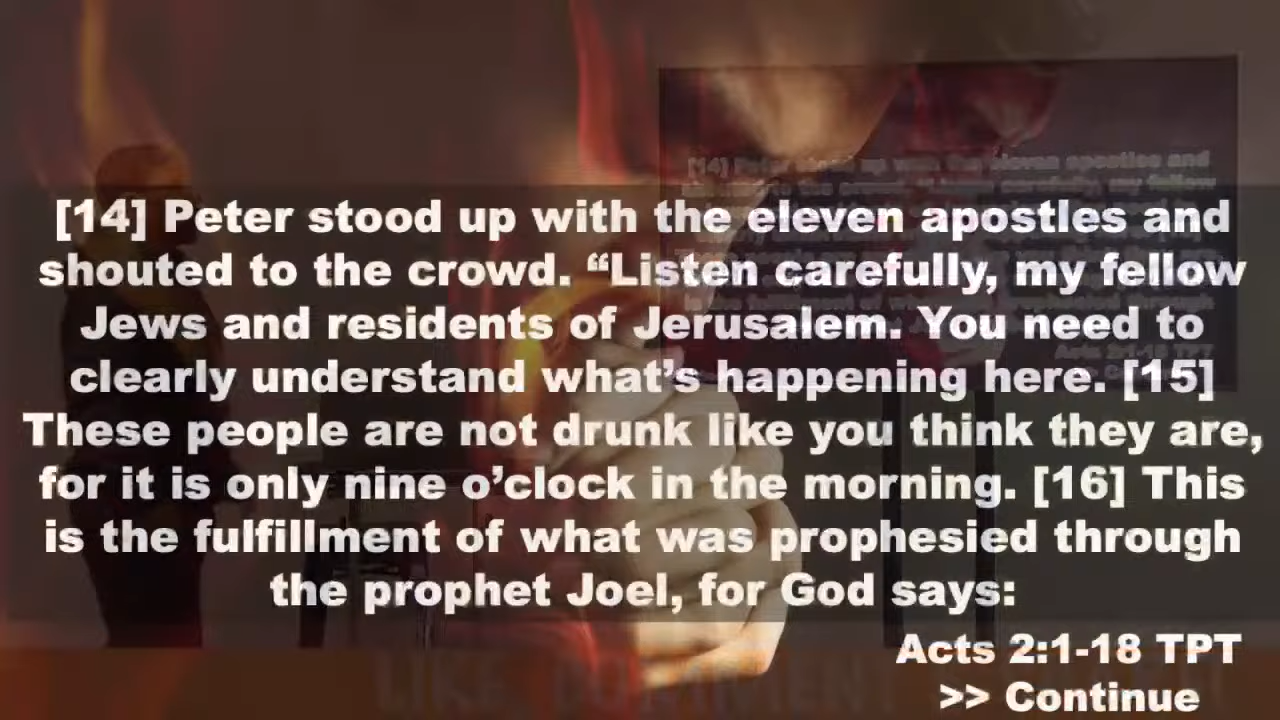 [14] Peter stood up with the eleven apostles and
shouted to the crowd. “Listen carefully, my fellow
Jews and residents of Jerusalem. You need to
clearly understand what’s happening here. [15]
These people are not drunk like you think they are,
for it is only nine o’clock in the morning. [16] This
is the fulfillment of what was prophesied through
the prophet Joel, for God says:
Acts 2:1-18 TPT
>> Continue
LIKE COMMENT